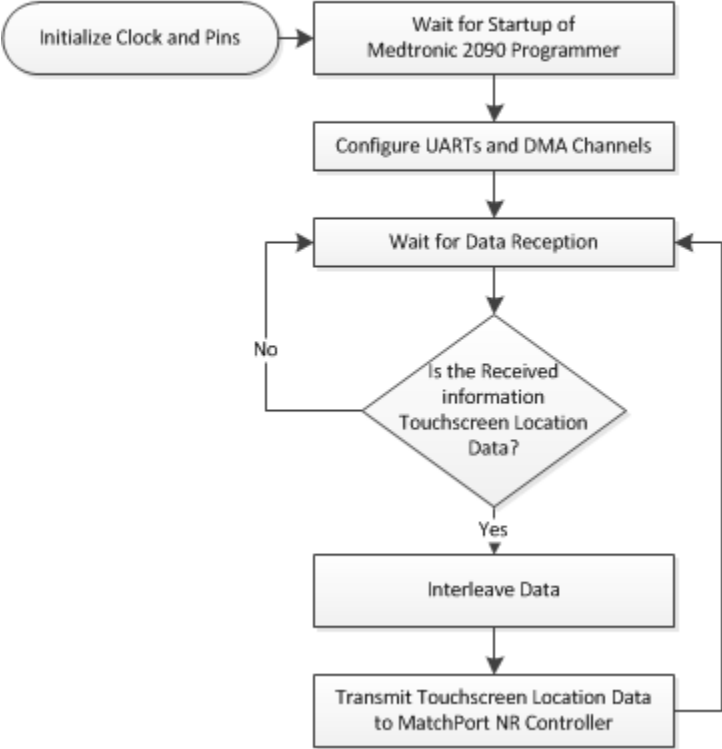 Initialize Clock and Pins
Wait for Startup of
Medtronic 2090 Programmer
Configure UARTs and DMA Channels
Wait for Data Reception
No
Is the Received
information
Touchscreen Location
Data?
Yes
Interleave Data
Transmit Touchscreen Location Data
to MatchPort NR Controller